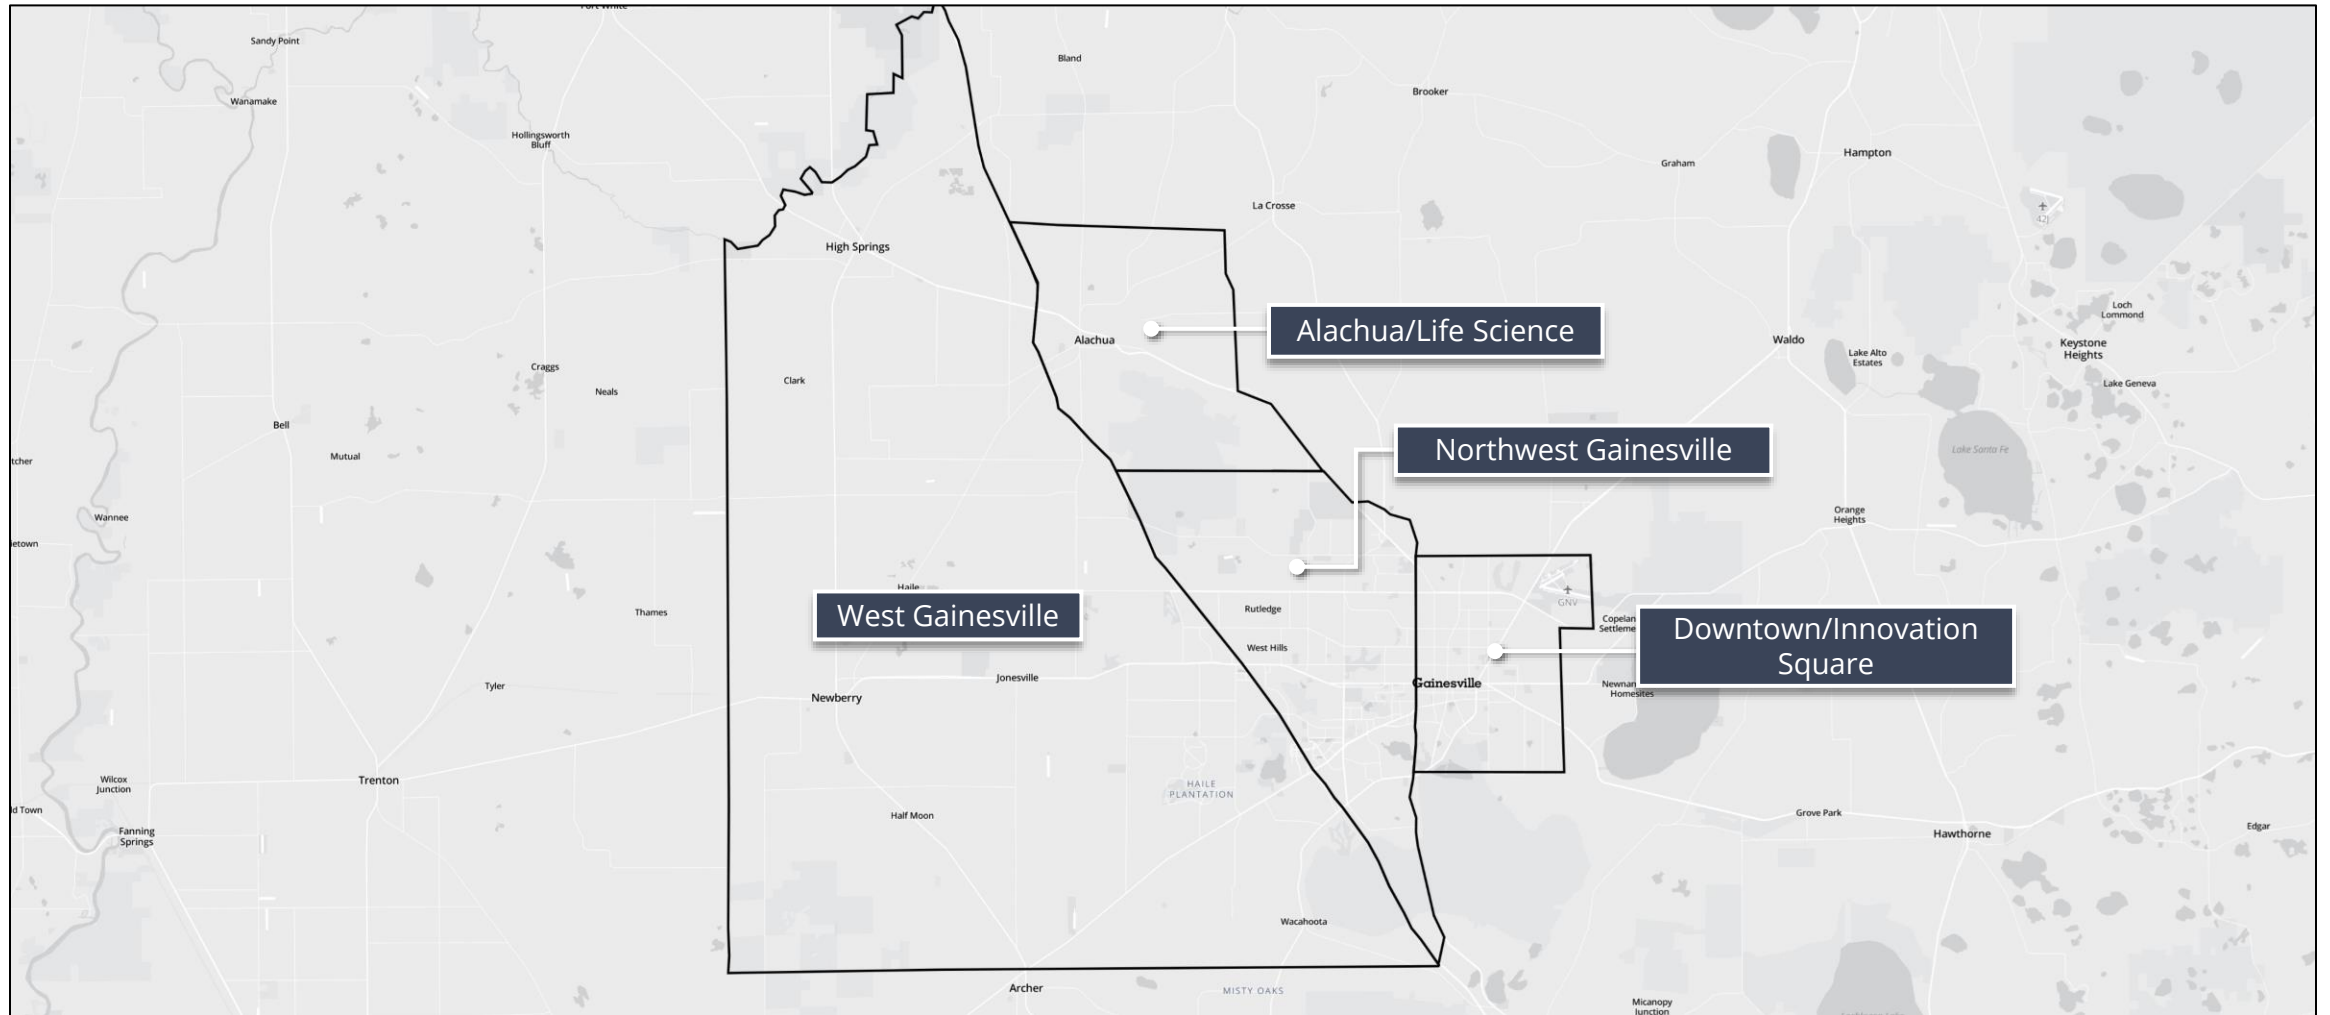 Sandy Point
Bland
Brooker
Wanamake
Hollingsworth
Bluff
Hampton
Graham
La Crosse
42J
High Springs
Loch
Lommond
Alachua/Life Science
Alachua
Waldo
Keystone
Heights
Lake Alto
Estates
Craggs
Clark
Lake Geneva
Neals
Bell
Mutual
Northwest Gainesville
Lake Santa Fe
Wannee
Orange
Heights
Haile
GNV
Thames
Rutledge
West Gainesville
Downtown/Innovation
Square
West Hills
Jonesville
Tyler
Gainesville
Homesites
Newberry
Trenton
Wilcox
Junction
HAILE
PLANTATION
Half Moon
Grove Park
Fanning
Springs
Hawthorne
Edgar
Wacahoota
Archer
MISTY OAKS
Micanopy
Junction